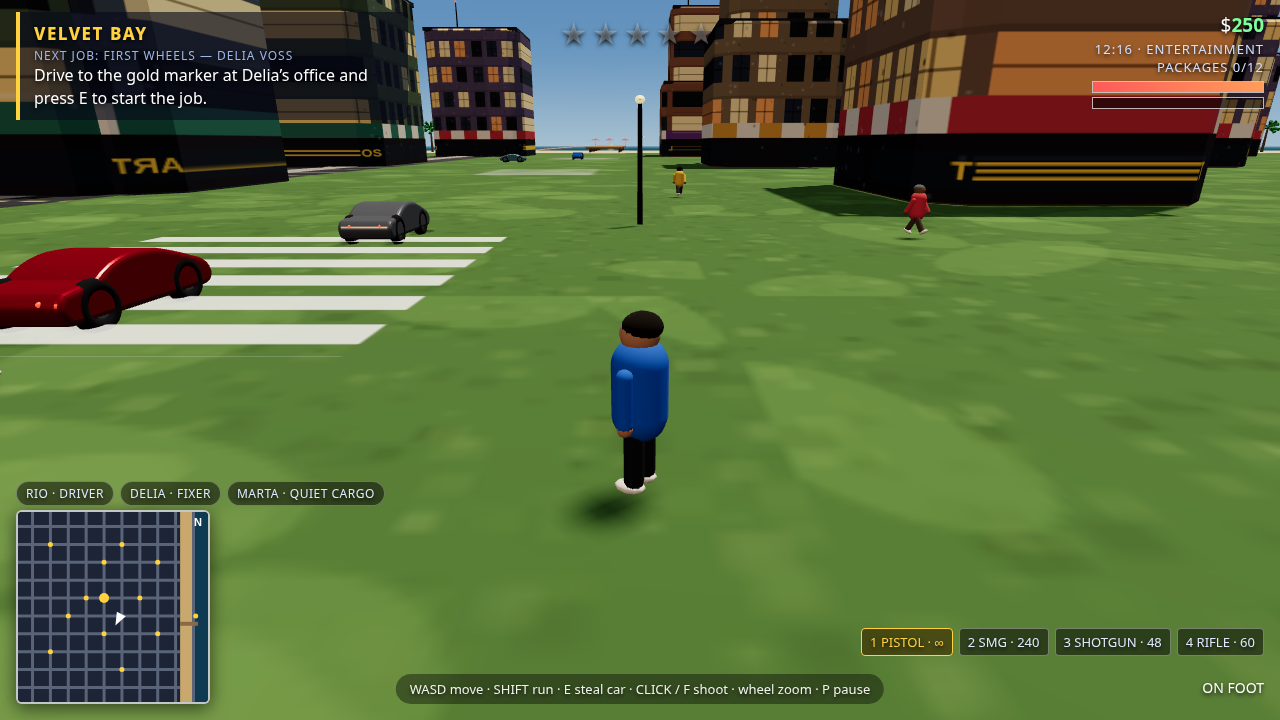 VELVET BAY
NEXT JOB: FIRST WHEELS — DELIA VOSS
Drive to the gold marker at Delia's office and
press E to start the job.
$250
12:16 · ENTERTAINMENT
PACKAGES 0/12
TRA
OS
T
RIO · DRIVER
DELIA · FIXER
MARTA · QUIET CARGO
N
1 PISTOL · ∞
2 SMG · 240
3 SHOTGUN · 48
4 RIFLE · 60
WASD move · SHIFT run · E steal car · CLICK / F shoot · wheel zoom · P pause
ON FOOT